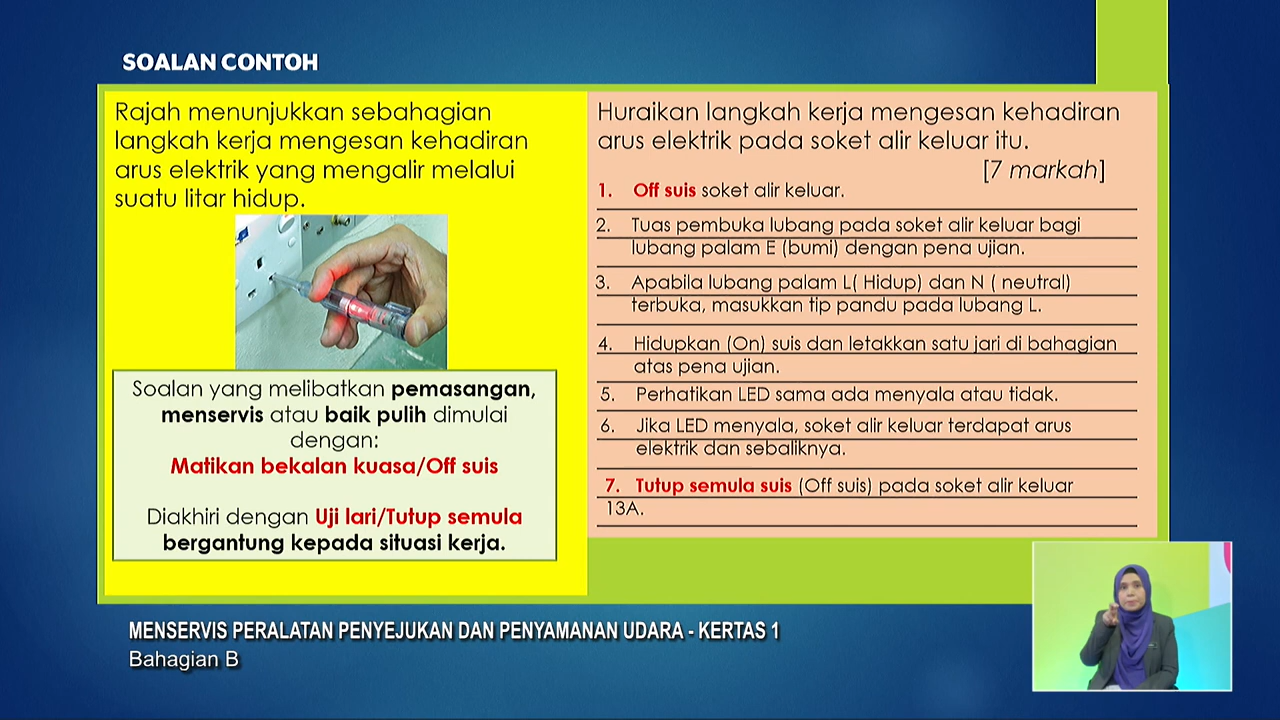 SOALAN CONTOH
Rajah menunjukkan sebahagian
langkah kerja mengesan kehadiran
arus elektrik yang mengalir melalui
suatu litar hidup.
Soalan yang melibatkan pemasangan,
menservis atau baik pulih dimulai
dengan:
Matikan bekalan kuasa/Off suis
Diakhiri dengan Uji lari/Tutup semula
bergantung kepada situasi kerja.
Huraikan langkah kerja mengesan kehadiran
arus elektrik pada soket alir keluar itu.
[7 markah]
1. Off suis soket alir keluar.
2. Tuas pembuka lubang pada soket alir keluar bagi
lubang palam E (bumi) dengan pena ujian.
3. Apabila lubang palam L( Hidup) dan N ( neutral)
terbuka, masukkan tip pandu pada lubang L.
4. Hidupkan (On) suis dan letakkan satu jari di bahagian
atas pena ujian.
5. Perhatikan LED sama ada menyala atau tidak.
6. Jika LED menyala, soket alir keluar terdapat arus
elektrik dan sebaliknya.
7. Tutup semula suis (Off suis) pada soket alir keluar
13A.
MENSERVIS PERALATAN PENYEJUKAN DAN PENYAMANAN UDARA - KERTAS 1
Bahagian B